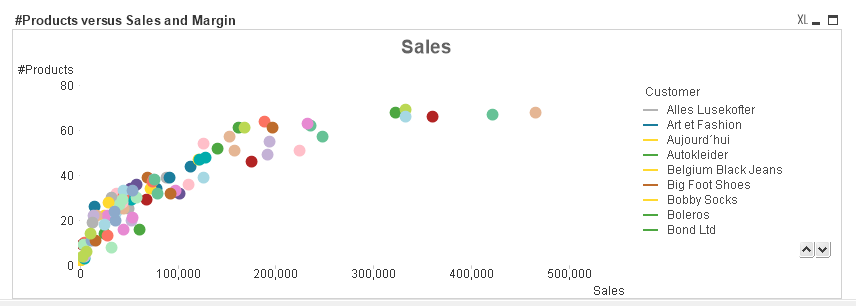 #Products versus Sales and Margin
XL
Sales
#Products
80
60
40
20
0
0
100,000
200,000
300,000
400,000
500,000
Sales
Customer
Alles Lusekofter
Art et Fashion
Aujourd´hui
Autokleider
Belgium Black Jeans
Big Foot Shoes
Bobby Socks
Boleros
Bond Ltd